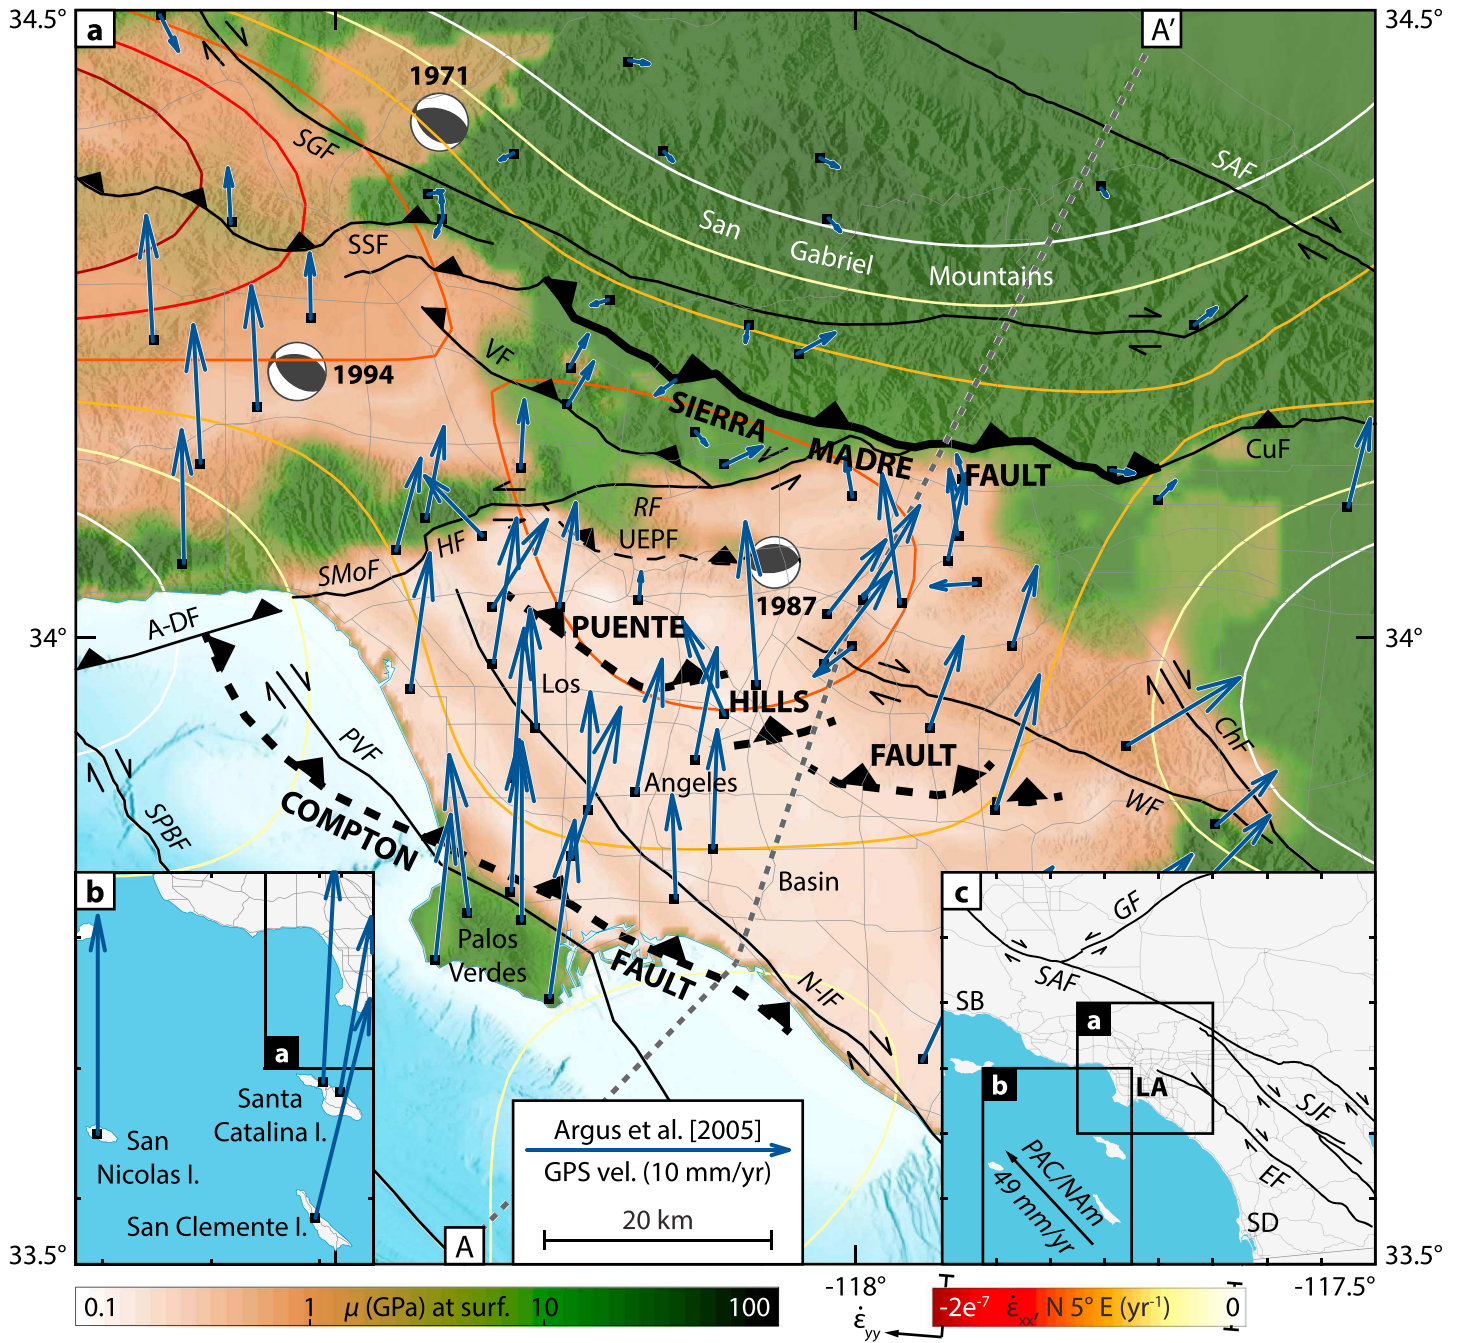 34.5°
a
A’
34.5°
1971
SGF
SAF
San
Gabriel
Mountains
SSF
VF
1994
SIERRA
MADRE
FAULT
CuF
RF
UEPF
HF
SMoF
1987
A-DF
PUENTE
34°
34°
Los
HILLS
PVF
ChF
FAULT
Angeles
COMPTON
WF
SPBF
Basin
b
c
Palos
Verdes
FAULT
N-IF
GF
SAF
SB
a
a
b
LA
Santa
Catalina I.
San
Nicolas I.
San Clemente I.
SJF
EF
SD
PAC/NAm
49 mm/yr
Argus et al. [2005]
GPS vel. (10 mm/yr)
20 km
A
33.5°
33.5°
-118°
-117.5°
0.1 1 μ (GPa) at surf. 10 100
ε̇yy
-2e⁻⁷ ε̇xx, N 5° E (yr⁻¹) 0